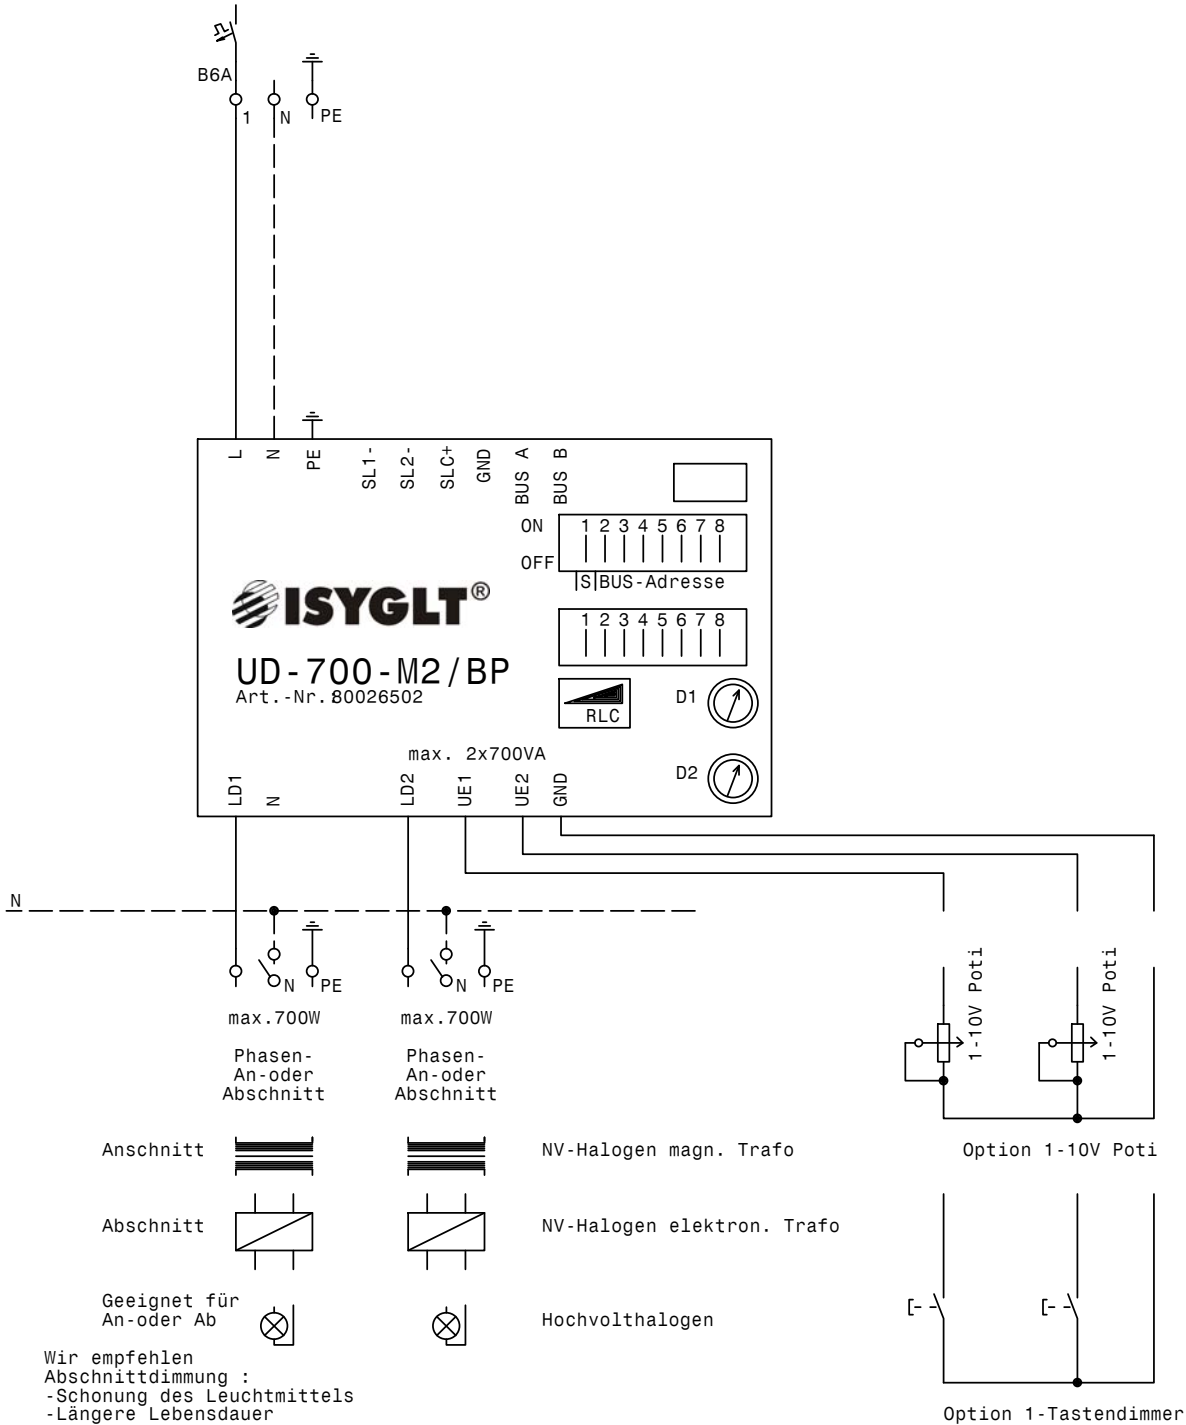 B6A
1 N PE
L N PE SL1- SL2- SLC+ GND BUS A BUS B
ON 1 2 3 4 5 6 7 8
OFF
|S|BUS-Adresse
ISYGLT®
1 2 3 4 5 6 7 8
UD-700-M2/BP
Art.-Nr.80026502
D1
RLC
max. 2x700VA
D2
LD1 N LD2 UE1 UE2 GND
N
N PE N PE
1-10V Poti 1-10V Poti
max.700W max.700W
Phasen- Phasen-
An-oder An-oder
Abschnitt Abschnitt
Anschnitt NV-Halogen magn. Trafo Option 1-10V Poti
Abschnitt NV-Halogen elektron. Trafo
Geeignet für
An-oder Ab Hochvolthalogen
Wir empfehlen
Abschnittdimmung :
-Schonung des Leuchtmittels
-Längere Lebensdauer Option 1-Tastendimmer